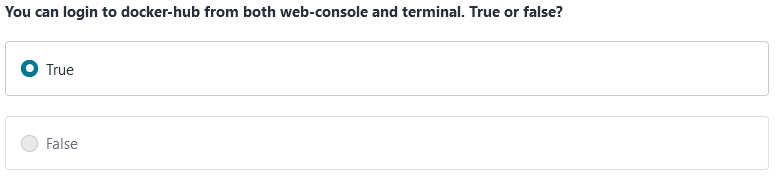 You can login to docker-hub from both web-console and terminal. True or false?
True
False